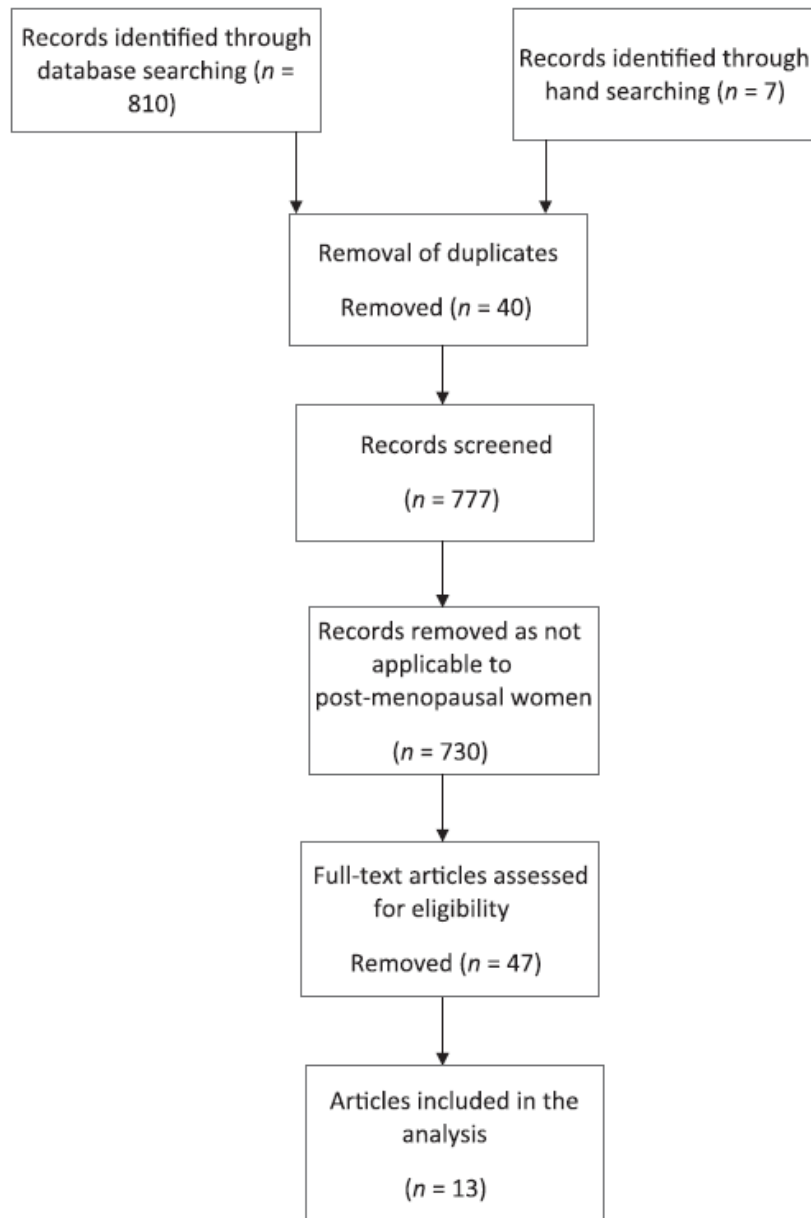 Records identified through
database searching (n =
810)
Records identified through
hand searching (n = 7)
Removal of duplicates
Removed (n = 40)
Records screened
(n = 777)
Records removed as not
applicable to
post-menopausal women
(n = 730)
Full-text articles assessed
for eligibility
Removed (n = 47)
Articles included in the
analysis
(n = 13)